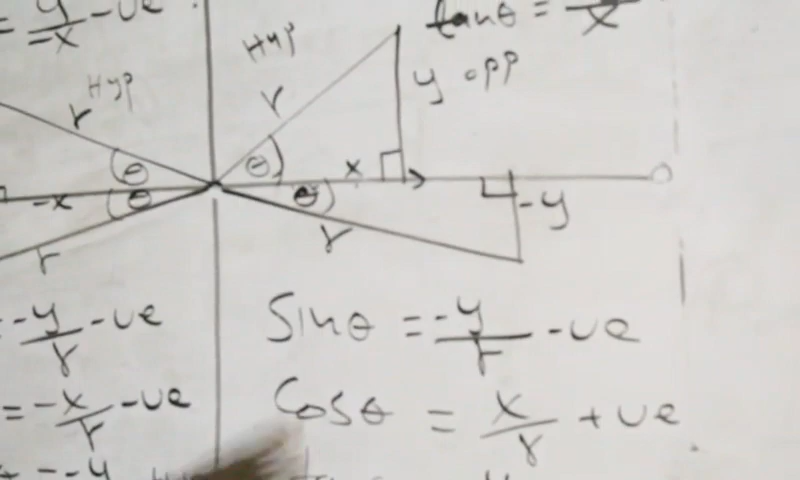 = y/-x -ve
tanθ = /x
Hyp
Hyp
r
r
y opp
θ
θ
x
-x
θ
θ
-y
r
r
-y/r -ve
Sinθ = -y/r -ve
= -x/r -ve
Cosθ = x/r +ve
--y